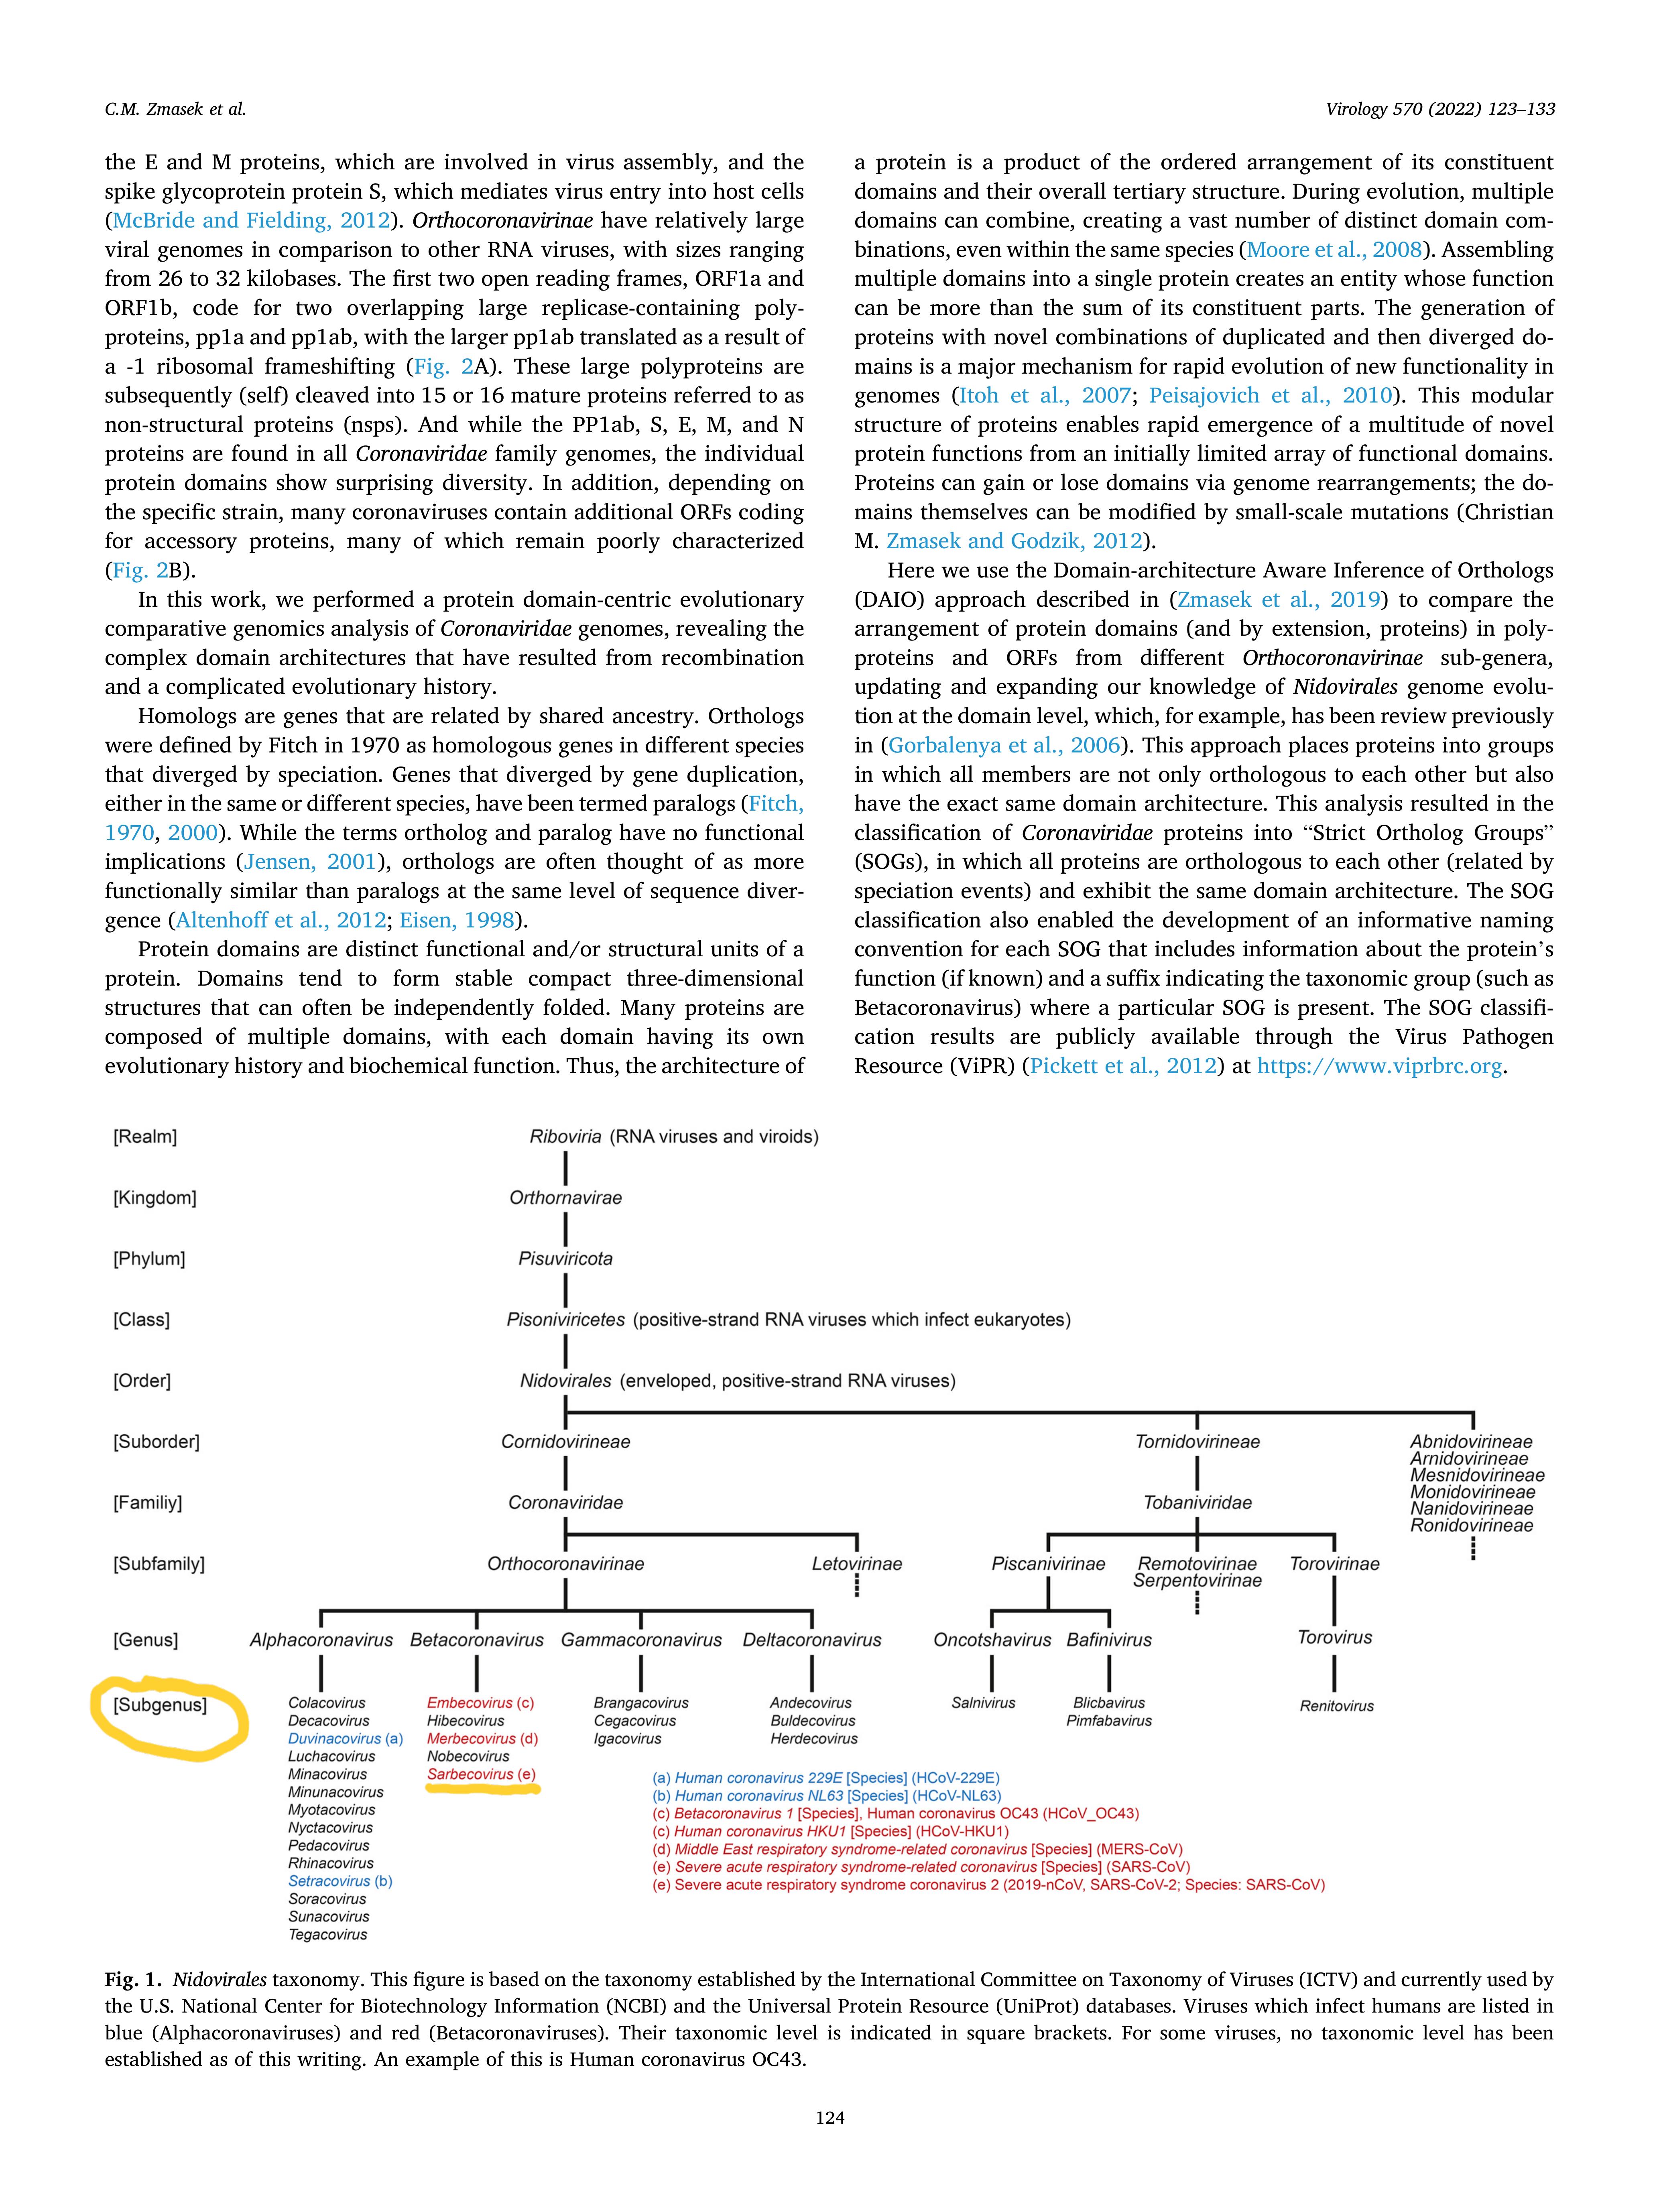 C.M. Zmasek et al.
Virology 570 (2022) 123–133
the E and M proteins, which are involved in virus assembly, and the
spike glycoprotein protein S, which mediates virus entry into host cells
(McBride and Fielding, 2012). Orthocoronavirinae have relatively large
viral genomes in comparison to other RNA viruses, with sizes ranging
from 26 to 32 kilobases. The first two open reading frames, ORF1a and
ORF1b, code for two overlapping large replicase-containing poly-
proteins, pp1a and pp1ab, with the larger pp1ab translated as a result of
a -1 ribosomal frameshifting (Fig. 2A). These large polyproteins are
subsequently (self) cleaved into 15 or 16 mature proteins referred to as
non-structural proteins (nsps). And while the PP1ab, S, E, M, and N
proteins are found in all Coronaviridae family genomes, the individual
protein domains show surprising diversity. In addition, depending on
the specific strain, many coronaviruses contain additional ORFs coding
for accessory proteins, many of which remain poorly characterized
(Fig. 2B).
In this work, we performed a protein domain-centric evolutionary
comparative genomics analysis of Coronaviridae genomes, revealing the
complex domain architectures that have resulted from recombination
and a complicated evolutionary history.
Homologs are genes that are related by shared ancestry. Orthologs
were defined by Fitch in 1970 as homologous genes in different species
that diverged by speciation. Genes that diverged by gene duplication,
either in the same or different species, have been termed paralogs (Fitch,
1970, 2000). While the terms ortholog and paralog have no functional
implications (Jensen, 2001), orthologs are often thought of as more
functionally similar than paralogs at the same level of sequence diver-
gence (Altenhoff et al., 2012; Eisen, 1998).
Protein domains are distinct functional and/or structural units of a
protein. Domains tend to form stable compact three-dimensional
structures that can often be independently folded. Many proteins are
composed of multiple domains, with each domain having its own
evolutionary history and biochemical function. Thus, the architecture of
a protein is a product of the ordered arrangement of its constituent
domains and their overall tertiary structure. During evolution, multiple
domains can combine, creating a vast number of distinct domain com-
binations, even within the same species (Moore et al., 2008). Assembling
multiple domains into a single protein creates an entity whose function
can be more than the sum of its constituent parts. The generation of
proteins with novel combinations of duplicated and then diverged do-
mains is a major mechanism for rapid evolution of new functionality in
genomes (Itoh et al., 2007; Peisajovich et al., 2010). This modular
structure of proteins enables rapid emergence of a multitude of novel
protein functions from an initially limited array of functional domains.
Proteins can gain or lose domains via genome rearrangements; the do-
mains themselves can be modified by small-scale mutations (Christian
M. Zmasek and Godzik, 2012).
Here we use the Domain-architecture Aware Inference of Orthologs
(DAIO) approach described in (Zmasek et al., 2019) to compare the
arrangement of protein domains (and by extension, proteins) in poly-
proteins and ORFs from different Orthocoronavirinae sub-genera,
updating and expanding our knowledge of Nidovirales genome evolu-
tion at the domain level, which, for example, has been review previously
in (Gorbalenya et al., 2006). This approach places proteins into groups
in which all members are not only orthologous to each other but also
have the exact same domain architecture. This analysis resulted in the
classification of Coronaviridae proteins into “Strict Ortholog Groups”
(SOGs), in which all proteins are orthologous to each other (related by
speciation events) and exhibit the same domain architecture. The SOG
classification also enabled the development of an informative naming
convention for each SOG that includes information about the protein’s
function (if known) and a suffix indicating the taxonomic group (such as
Betacoronavirus) where a particular SOG is present. The SOG classifi-
cation results are publicly available through the Virus Pathogen
Resource (ViPR) (Pickett et al., 2012) at https://www.viprbrc.org.
[Realm] Riboviria (RNA viruses and viroids)
[Kingdom] Orthornavirae
[Phylum] Pisuviricota
[Class] Pisoniviricetes (positive-strand RNA viruses which infect eukaryotes)
[Order] Nidovirales (enveloped, positive-strand RNA viruses)
[Suborder] Cornidovirineae Tornidovirineae Abnidovirineae
Arnidovirineae
Mesnidovirineae
Monidovirineae
Nanidovirineae
Ronidovirineae
[Familiy] Coronaviridae Tobaniviridae
[Subfamily] Orthocoronavirinae Letovirinae Piscanivirinae Remotovirinae Torovirinae
Serpentovirinae
[Genus] Alphacoronavirus Betacoronavirus Gammacoronavirus Deltacoronavirus Oncotshavirus Bafinivirus Torovirus
[Subgenus]
Colacovirus
Decacovirus
Duvinacovirus (a)
Luchacovirus
Minacovirus
Minunacovirus
Myotacovirus
Nyctacovirus
Pedacovirus
Rhinacovirus
Setracovirus (b)
Soracovirus
Sunacovirus
Tegacovirus
Embecovirus (c)
Hibecovirus
Merbecovirus (d)
Nobecovirus
Sarbecovirus (e)
Brangacovirus
Cegacovirus
Igacovirus
Andecovirus
Buldecovirus
Herdecovirus
Salnivirus
Blicbavirus
Pimfabavirus
Renitovirus
(a) Human coronavirus 229E [Species] (HCoV-229E)
(b) Human coronavirus NL63 [Species] (HCoV-NL63)
(c) Betacoronavirus 1 [Species], Human coronavirus OC43 (HCoV_OC43)
(c) Human coronavirus HKU1 [Species] (HCoV-HKU1)
(d) Middle East respiratory syndrome-related coronavirus [Species] (MERS-CoV)
(e) Severe acute respiratory syndrome-related coronavirus [Species] (SARS-CoV)
(e) Severe acute respiratory syndrome coronavirus 2 (2019-nCoV, SARS-CoV-2; Species: SARS-CoV)
Fig. 1. Nidovirales taxonomy. This figure is based on the taxonomy established by the International Committee on Taxonomy of Viruses (ICTV) and currently used by
the U.S. National Center for Biotechnology Information (NCBI) and the Universal Protein Resource (UniProt) databases. Viruses which infect humans are listed in
blue (Alphacoronaviruses) and red (Betacoronaviruses). Their taxonomic level is indicated in square brackets. For some viruses, no taxonomic level has been
established as of this writing. An example of this is Human coronavirus OC43.
124